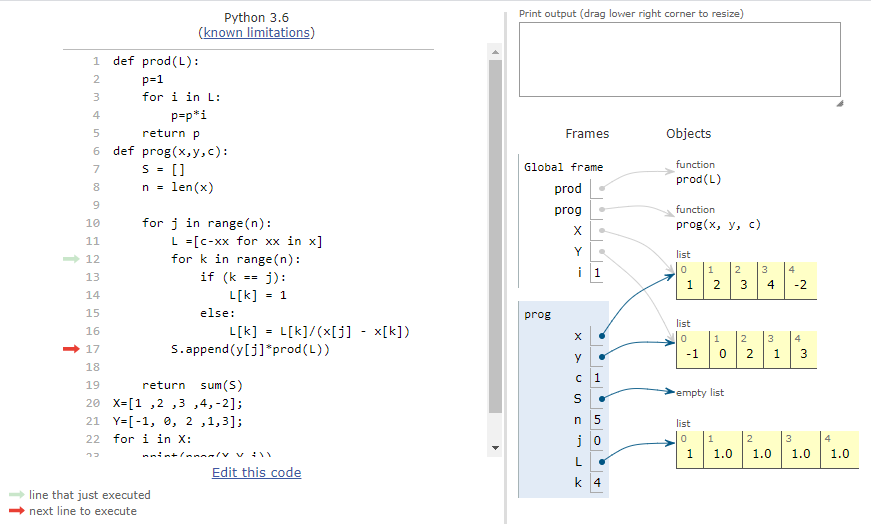 Python 3.6
(known limitations)
1 def prod(L):
2 p=1
3 for i in L:
4 p=p*i
5 return p
6 def prog(x,y,c):
7 S = []
8 n = len(x)
9
10 for j in range(n):
11 L =[c-xx for xx in x]
12 for k in range(n):
13 if (k == j):
14 L[k] = 1
15 else:
16 L[k] = L[k]/(x[j] - x[k])
17 S.append(y[j]*prod(L))
18
19 return sum(S)
20 X=[1 ,2 ,3 ,4,-2];
21 Y=[-1, 0, 2 ,1,3];
22 for i in X:
23 print(prog(X,Y,i))
Edit this code
line that just executed
next line to execute
Print output (drag lower right corner to resize)
Frames Objects
Global frame
prod
prog
X
Y
i 1
function
prod(L)
function
prog(x, y, c)
list
0 1 2 3 4
1 2 3 4 -2
prog
x
y
c 1
S
n 5
j 0
L
k 4
list
0 1 2 3 4
-1 0 2 1 3
empty list
list
0 1 2 3 4
1 1.0 1.0 1.0 1.0